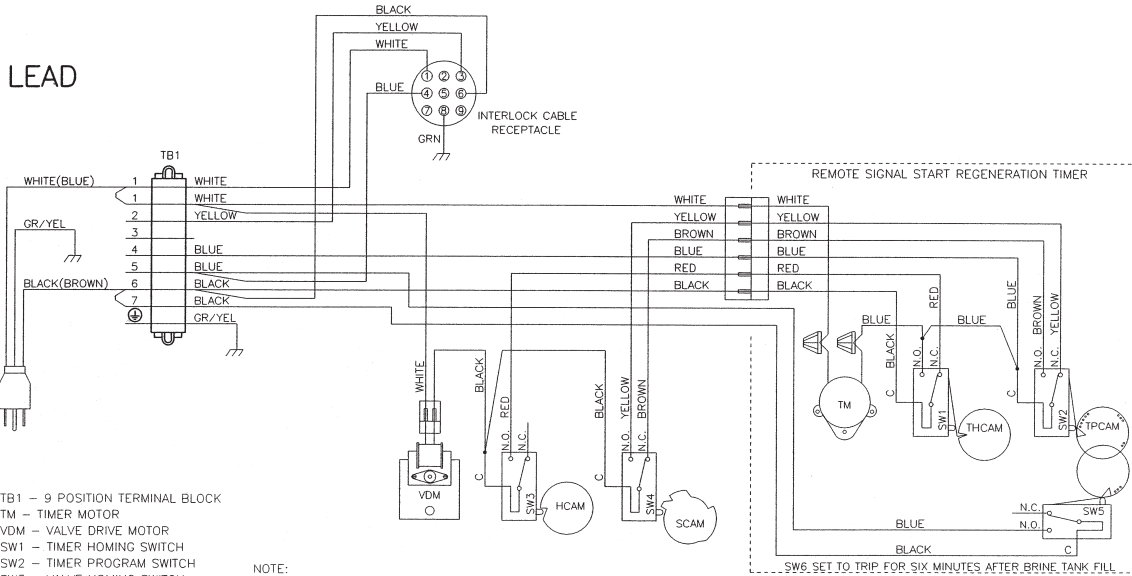 BLACK
YELLOW
WHITE
LEAD
1 2 3
BLUE
4 5 6
7 8 9
INTERLOCK CABLE
RECEPTACLE
GRN
TB1
REMOTE SIGNAL START REGENERATION TIMER
WHITE(BLUE)
1
WHITE
1
WHITE
WHITE
WHITE
2
YELLOW
YELLOW
YELLOW
GR/YEL
3
BROWN
BROWN
4
BLUE
BLUE
BLUE
5
BLUE
RED
RED
BLACK(BROWN)
6
BLACK
BLACK
BLACK
7
BLACK
GR/YEL
RED
BLUE
BROWN
YELLOW
BLUE
BLUE
BLACK
N.O.
N.C.
N.O.
N.C.
WHITE
BLACK
RED
BLACK
YELLOW
BROWN
C
C
TM
SW1
THCAM
SW2
TPCAM
N.O.
N.C.
N.O.
N.C.
C
C
VDM
SW3
HCAM
SW4
SCAM
N.C.
SW5
N.O.
BLUE
BLACK
C
SW6 SET TO TRIP FOR SIX MINUTES AFTER BRINE TANK FILL
TB1 – 9 POSITION TERMINAL BLOCK
TM – TIMER MOTOR
VDM – VALVE DRIVE MOTOR
SW1 – TIMER HOMING SWITCH
SW2 – TIMER PROGRAM SWITCH
NOTE: